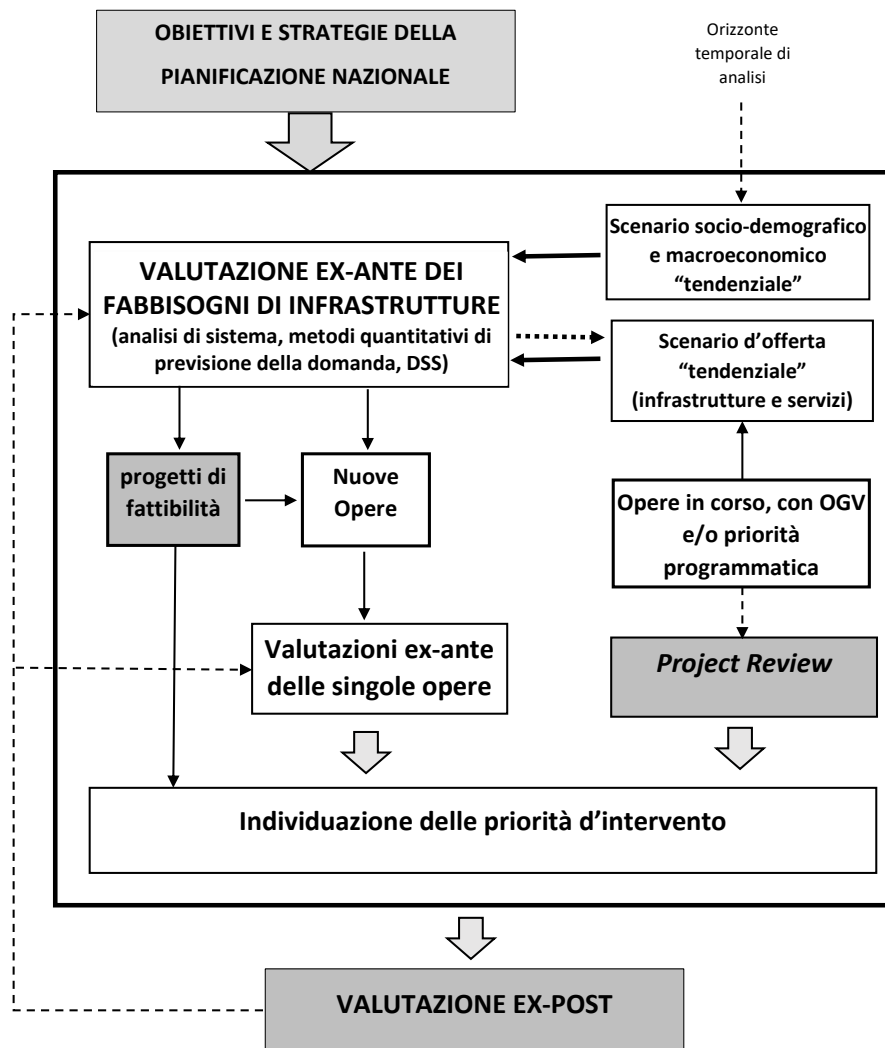 OBIETTIVI E STRATEGIE DELLA
PIANIFICAZIONE NAZIONALE
Orizzonte
temporale di
analisi
Scenario socio-demografico
e macroeconomico
“tendenziale”
VALUTAZIONE EX-ANTE DEI
FABBISOGNI DI INFRASTRUTTURE
(analisi di sistema, metodi quantitativi di
previsione della domanda, DSS)
Scenario d’offerta
“tendenziale”
(infrastrutture e servizi)
progetti di
fattibilità
Nuove
Opere
Opere in corso, con OGV
e/o priorità
programmatica
Valutazioni ex-ante
delle singole opere
Project Review
Individuazione delle priorità d’intervento
VALUTAZIONE EX-POST